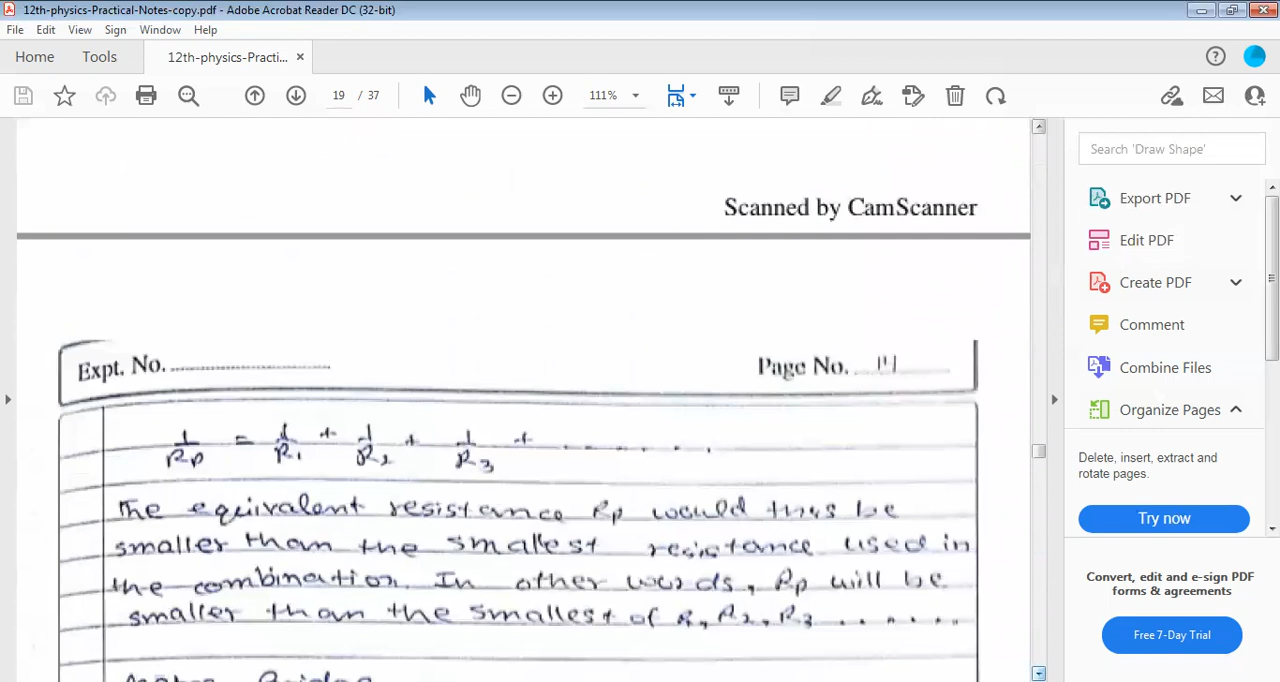 12th-physics-Practical-Notes-copy.pdf - Adobe Acrobat Reader DC (32-bit)
File Edit View Sign Window Help
Home Tools 12th-physics-Practi... ×
19 / 37 111%
Search 'Draw Shape'
Export PDF
Edit PDF
Create PDF
Comment
Combine Files
Organize Pages
Delete, insert, extract and
rotate pages.
Try now
Convert, edit and e-sign PDF
forms & agreements
Free 7-Day Trial
Scanned by CamScanner
Expt. No. ........................ Page No.
1/Rp = 1/R1 + 1/R2 + 1/R3 + ........
The equivalent resistance Rp would thus be
smaller than the smallest resistance used in
the combination. In other words, Rp will be
smaller than the smallest of R1, R2, R3 .......